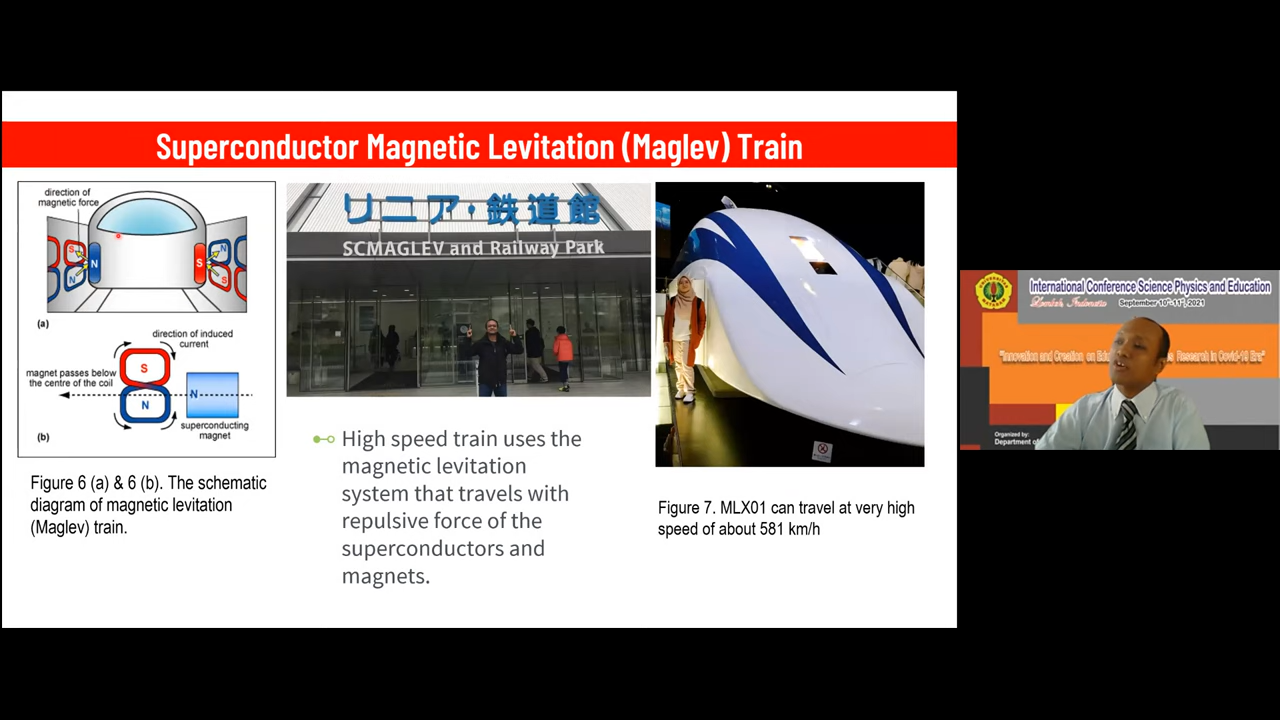 Superconductor Magnetic Levitation (Maglev) Train
direction of
magnetic force
S
N
N
S
N
S
(a)
direction of induced
current
magnet passes below
the centre of the coil
S
N
N
superconducting
magnet
(b)
Figure 6 (a) & 6 (b). The schematic
diagram of magnetic levitation
(Maglev) train.
リニア・鉄道館
SCMAGLEV and Railway Park
High speed train uses the
magnetic levitation
system that travels with
repulsive force of the
superconductors and
magnets.
Figure 7. MLX01 can travel at very high
speed of about 581 km/h
International Conference Science Physics and Education
Lombok, Indonesia September 10th-11th, 2021
"Innovation and Creation on Research in Covid-19 Era"
Organized by:
Department of